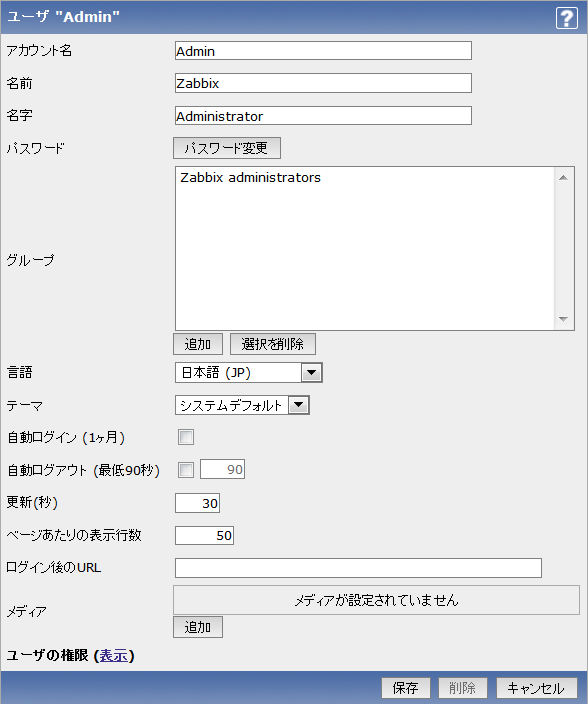 ユーザ "Admin"
?
アカウント名 Admin
名前 Zabbix
名字 Administrator
パスワード パスワード変更
グループ Zabbix administrators
追加 選択を削除
言語 日本語 (JP)
テーマ システムデフォルト
自動ログイン (1ヶ月)
自動ログアウト (最低90秒) 90
更新(秒) 30
ページあたりの表示行数 50
ログイン後のURL
メディア メディアが設定されていません
追加
ユーザの権限 (表示)
保存 削除 キャンセル